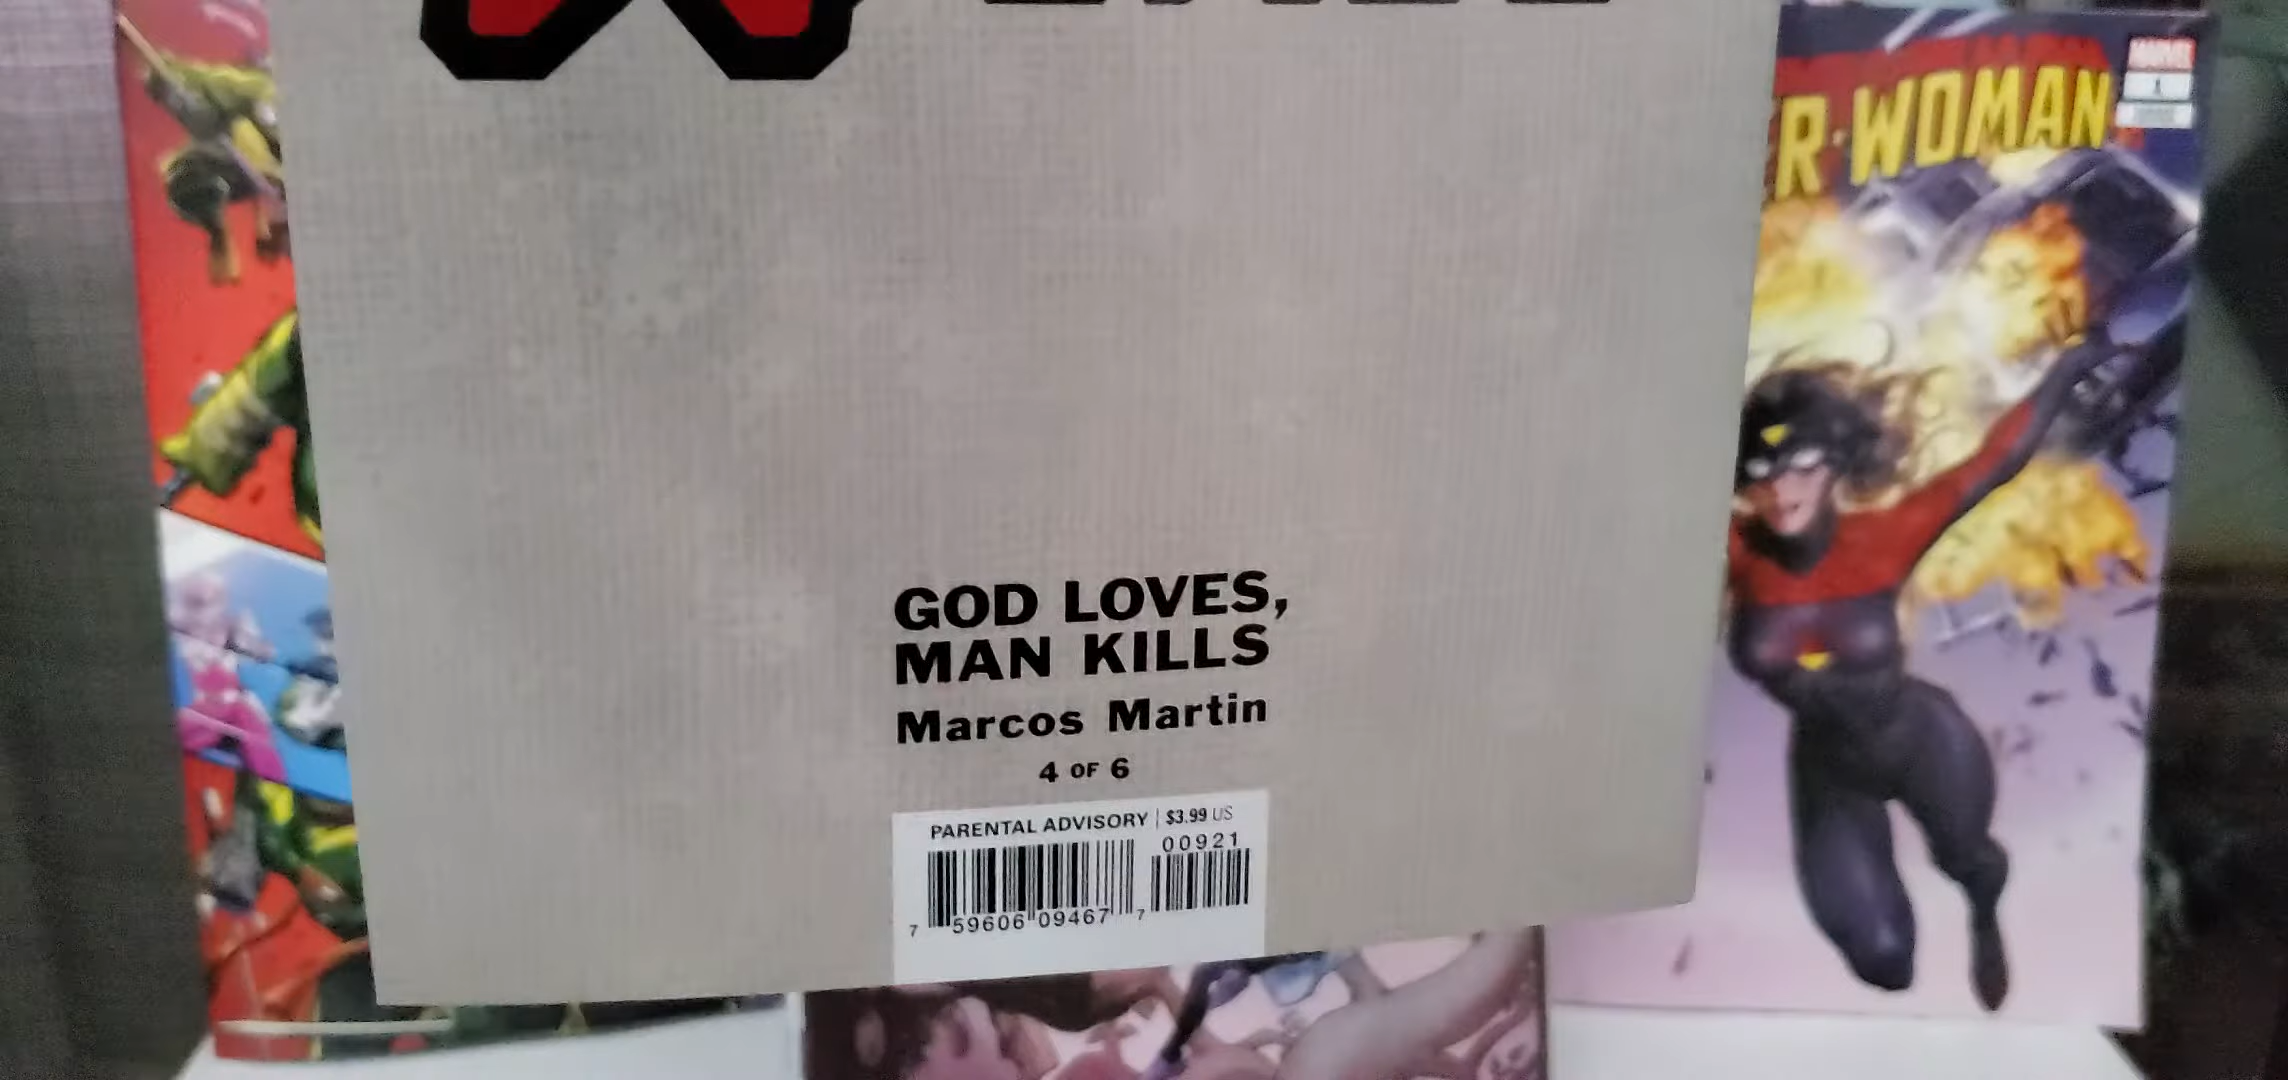 MARVEL
1
ER-WOMAN
GOD LOVES,
MAN KILLS
Marcos Martin
4 OF 6
PARENTAL ADVISORY | $3.99 US
00921
7 59606 09467 7